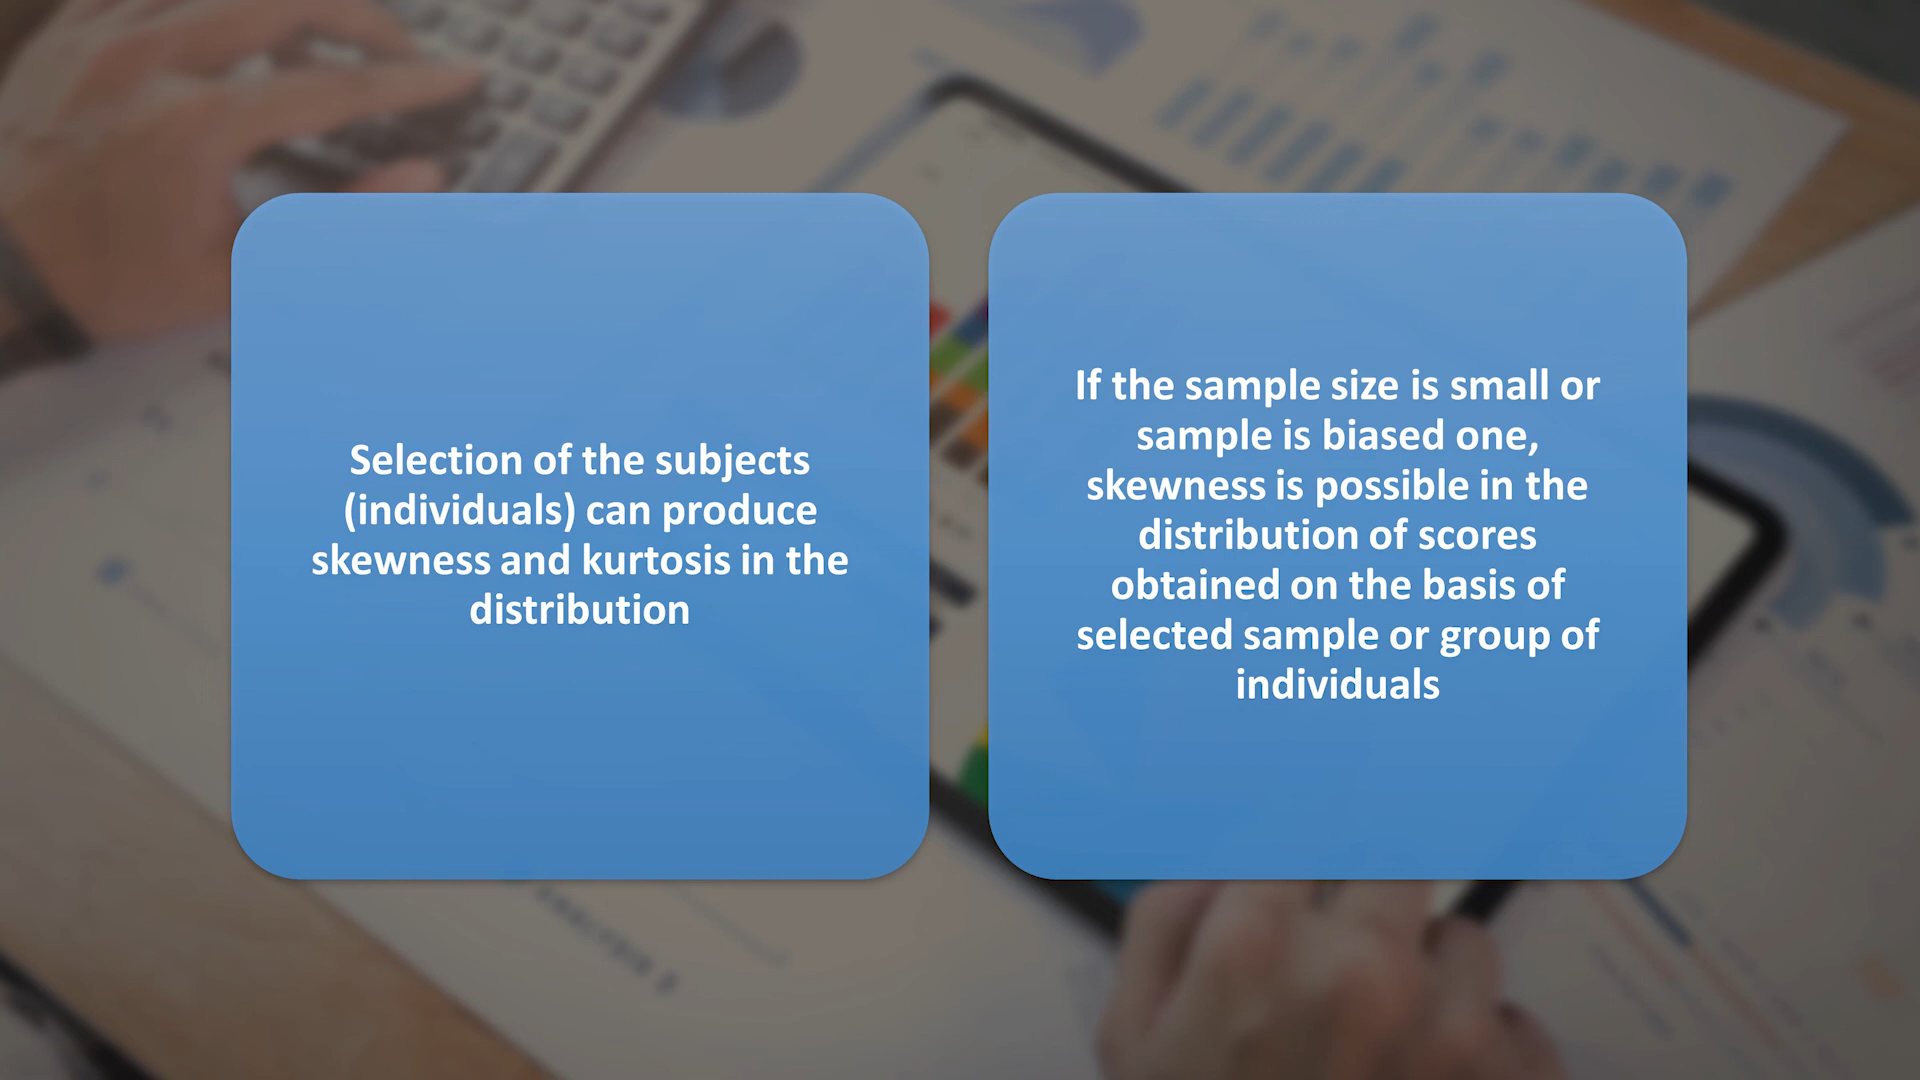 Selection of the subjects
(individuals) can produce
skewness and kurtosis in the
distribution
If the sample size is small or
sample is biased one,
skewness is possible in the
distribution of scores
obtained on the basis of
selected sample or group of
individuals